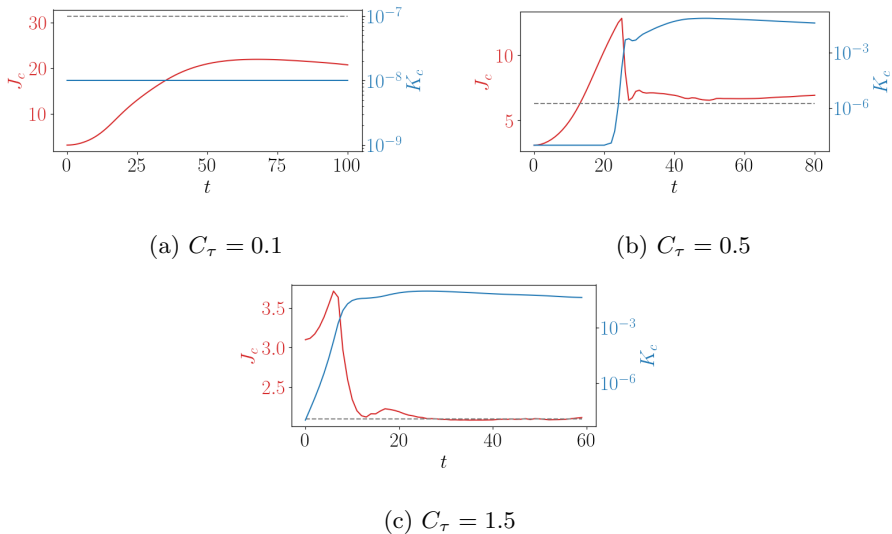 30
20
10
J_c
10^{-7}
10^{-8}
10^{-9}
K_c
0 25 50 75 100
t
(a) C_τ = 0.1
10
5
J_c
10^{-3}
10^{-6}
K_c
0 20 40 60 80
t
(b) C_τ = 0.5
3.5
3.0
2.5
J_c
10^{-3}
10^{-6}
K_c
0 20 40 60
t
(c) C_τ = 1.5